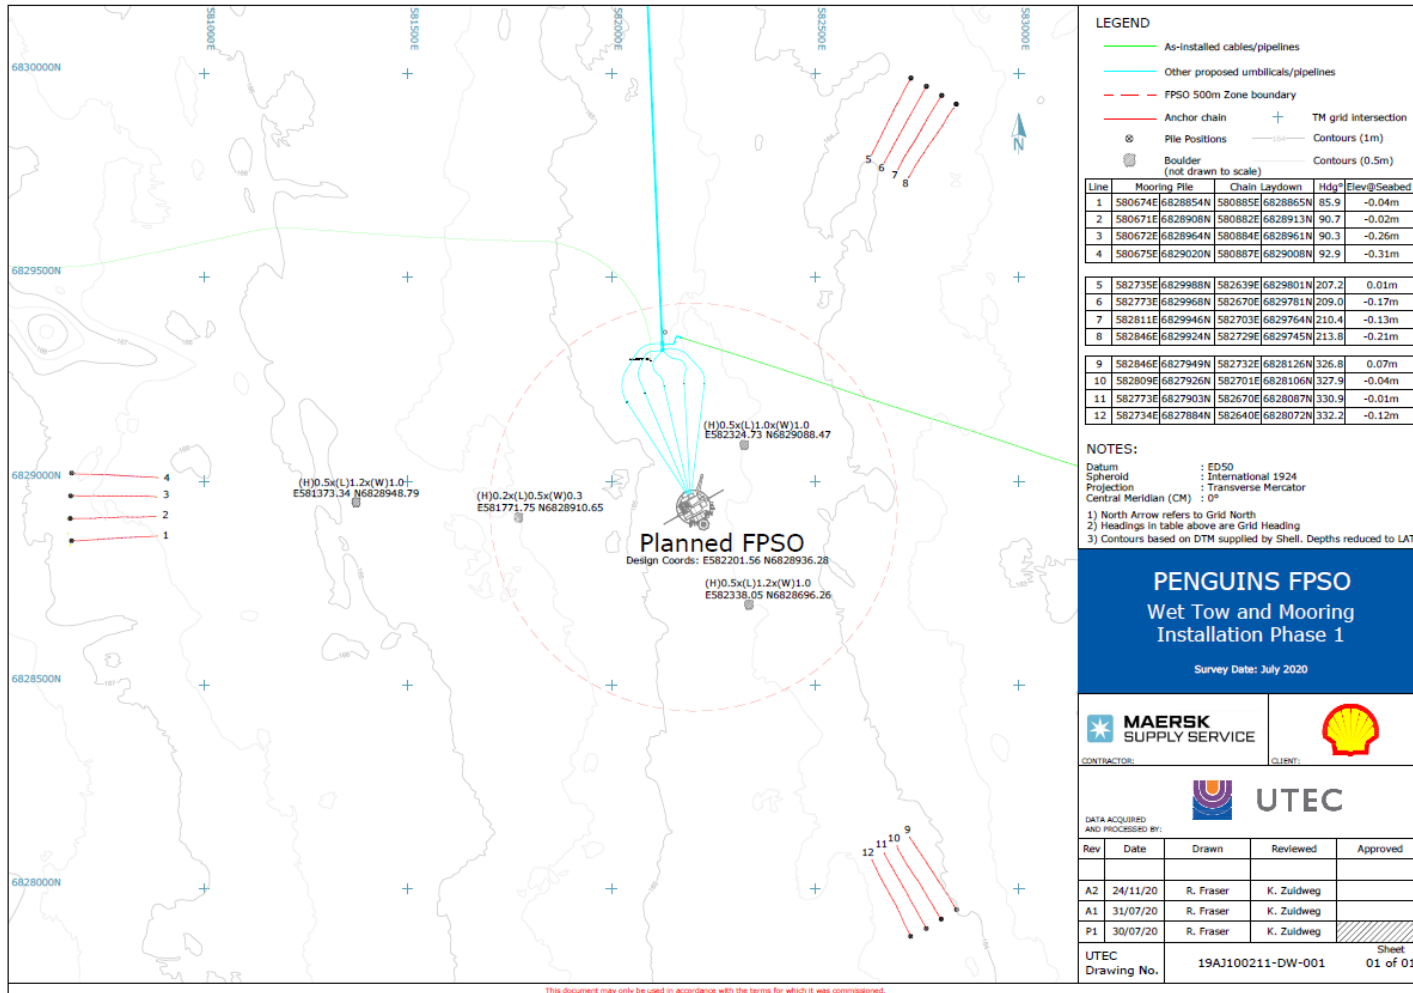 581000E
581500E
582000E
582500E
583000E
6830000N
6829500N
6829000N
6828500N
6828000N
5
6
7
8
4
3
2
1
9
10
11
12
(H)0.5x(L)1.0x(W)1.0
E582324.73 N6829088.47
(H)0.5x(L)1.2x(W)1.0
E581373.34 N6828948.79
(H)0.2x(L)0.5x(W)0.3
E581771.75 N6828910.65
Planned FPSO
Design Coords: E582201.56 N6828936.28
(H)0.5x(L)1.2x(W)1.0
E582338.05 N6828696.26
N
LEGEND
As-installed cables/pipelines
Other proposed umbilicals/pipelines
FPSO 500m Zone boundary
Anchor chain TM grid intersection
Pile Positions Contours (1m)
Boulder Contours (0.5m)
(not drawn to scale)
Line Mooring Pile Chain Laydown Hdg° Elev@Seabed
1 580674E 6828854N 580885E 6828865N 85.9 -0.04m
2 580671E 6828908N 580882E 6828913N 90.7 -0.02m
3 580672E 6828964N 580884E 6828961N 90.3 -0.26m
4 580675E 6829020N 580887E 6829008N 92.9 -0.31m
5 582735E 6829988N 582639E 6829801N 207.2 0.01m
6 582773E 6829968N 582670E 6829781N 209.0 -0.17m
7 582811E 6829946N 582703E 6829764N 210.4 -0.13m
8 582846E 6829924N 582729E 6829745N 213.8 -0.21m
9 582846E 6827949N 582732E 6828126N 326.8 0.07m
10 582809E 6827926N 582701E 6828106N 327.9 -0.04m
11 582773E 6827903N 582670E 6828087N 330.9 -0.01m
12 582734E 6827884N 582640E 6828072N 332.2 -0.12m
NOTES:
Datum : ED50
Spheroid : International 1924
Projection : Transverse Mercator
Central Meridian (CM) : 0°
1) North Arrow refers to Grid North
2) Headings in table above are Grid Heading
3) Contours based on DTM supplied by Shell. Depths reduced to LAT
PENGUINS FPSO
Wet Tow and Mooring
Installation Phase 1
Survey Date: July 2020
MAERSK
SUPPLY SERVICE
CONTRACTOR: CLIENT:
UTEC
DATA ACQUIRED
AND PROCESSED BY:
Rev Date Drawn Reviewed Approved
A2 24/11/20 R. Fraser K. Zuidweg
A1 31/07/20 R. Fraser K. Zuidweg
P1 30/07/20 R. Fraser K. Zuidweg
UTEC
Drawing No.
19AJ100211-DW-001
Sheet
01 of 01
This document may only be used in accordance with the terms for which it was commissioned.